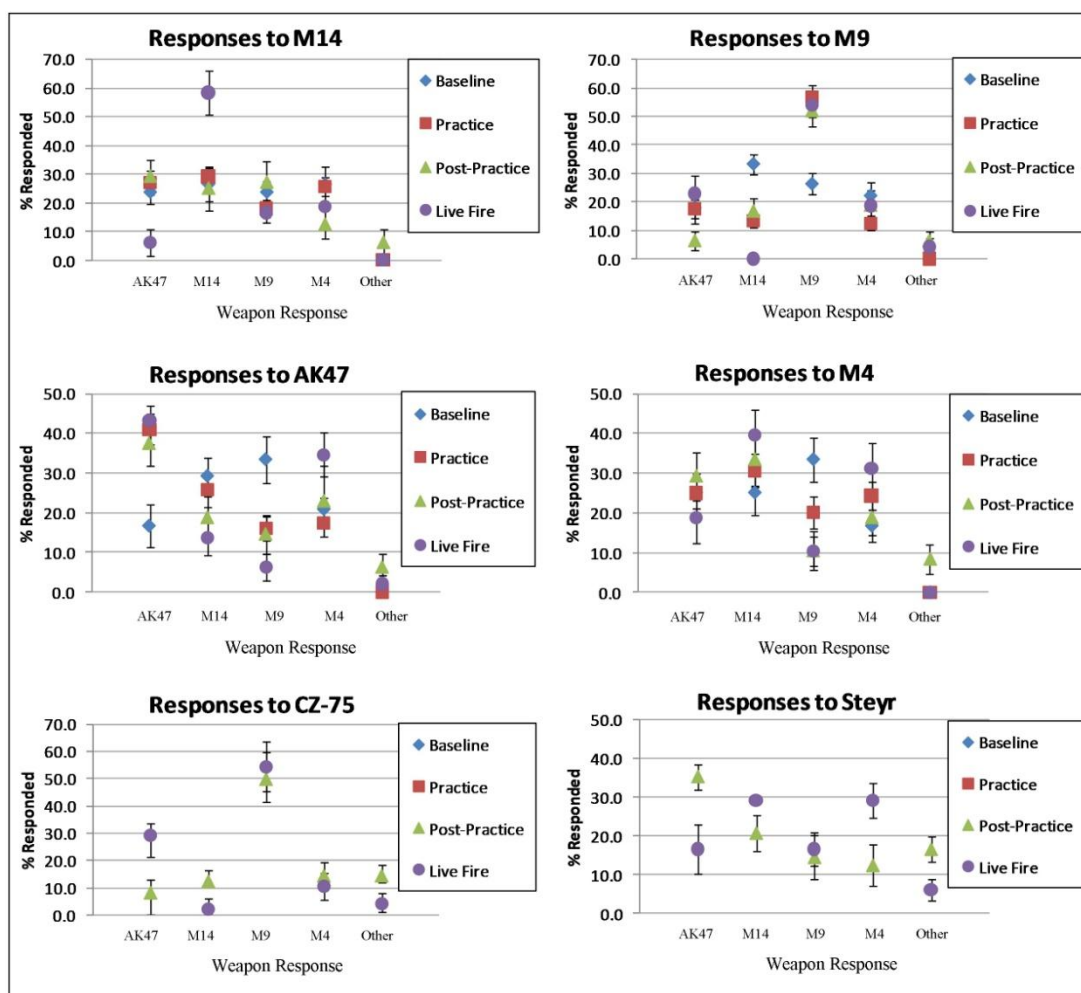 Responses to M14
70.0
60.0
50.0
40.0
30.0
20.0
10.0
0.0
% Responded
AK47 M14 M9 M4 Other
Weapon Response
Baseline
Practice
Post-Practice
Live Fire
Responses to M9
70.0
60.0
50.0
40.0
30.0
20.0
10.0
0.0
% Responded
AK47 M14 M9 M4 Other
Weapon Response
Baseline
Practice
Post-Practice
Live Fire
Responses to AK47
50.0
40.0
30.0
20.0
10.0
0.0
% Responded
AK47 M14 M9 M4 Other
Weapon Response
Baseline
Practice
Post-Practice
Live Fire
Responses to M4
50.0
40.0
30.0
20.0
10.0
0.0
% Responded
AK47 M14 M9 M4 Other
Weapon Response
Baseline
Practice
Post-Practice
Live Fire
Responses to CZ-75
70.0
60.0
50.0
40.0
30.0
20.0
10.0
0.0
% Responded
AK47 M14 M9 M4 Other
Weapon Response
Baseline
Practice
Post-Practice
Live Fire
Responses to Steyr
50.0
40.0
30.0
20.0
10.0
0.0
% Responded
AK47 M14 M9 M4 Other
Weapon Response
Baseline
Practice
Post-Practice
Live Fire